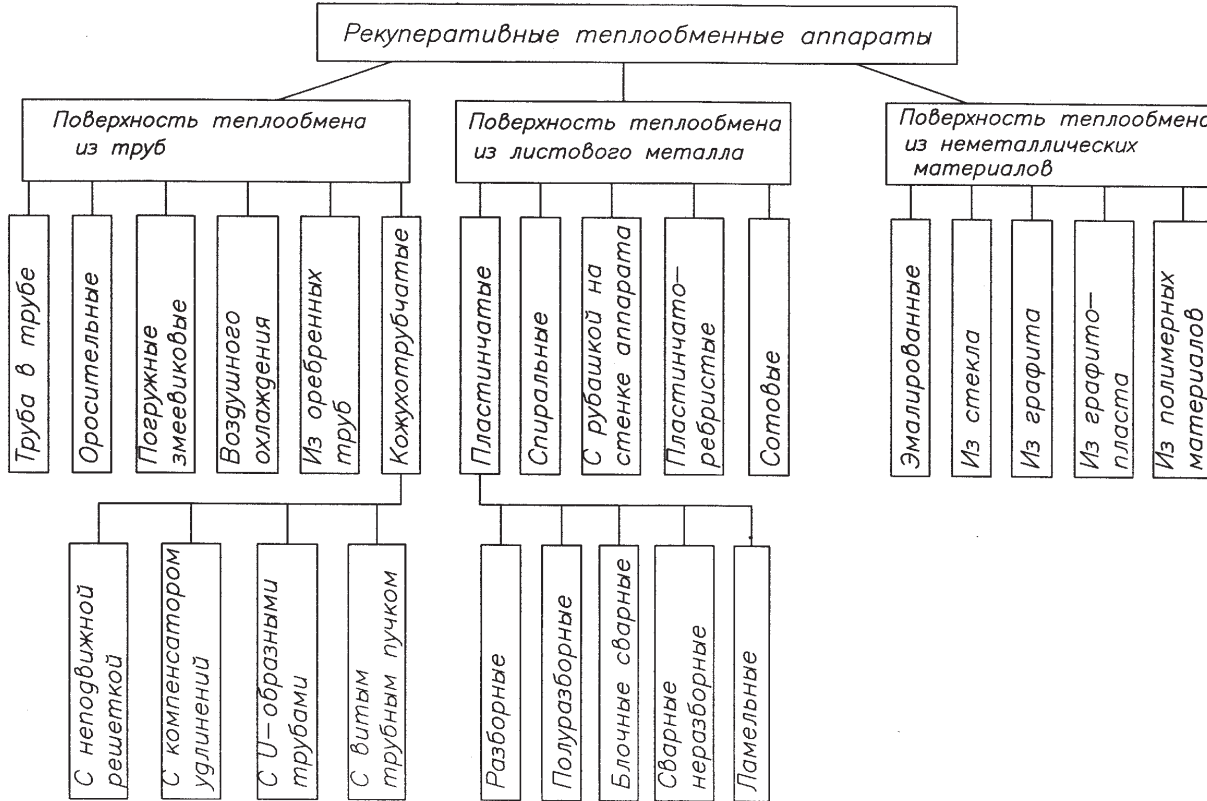 Рекуперативные теплообменные аппараты
Поверхность теплообмена
из труб
Поверхность теплообмена
из листового металла
Поверхность теплообмена
из неметаллических
материалов
Труба в трубе
Оросительные
Погружные
змеевиковые
Воздушного
охлаждения
Из оребренных
труб
Кожухотрубчатые
Пластинчатые
Спиральные
С рубашкой на
стенке аппарата
Пластинчато—
ребристые
Сотовые
Эмалированные
Из стекла
Из графита
Из графито—
пласта
Из полимерных
материалов
С неподвижной
решеткой
С компенсатором
удлинений
С U—образными
трубами
С витым
трубным пучком
Разборные
Полуразборные
Блочные сварные
Сварные
неразборные
Ламельные